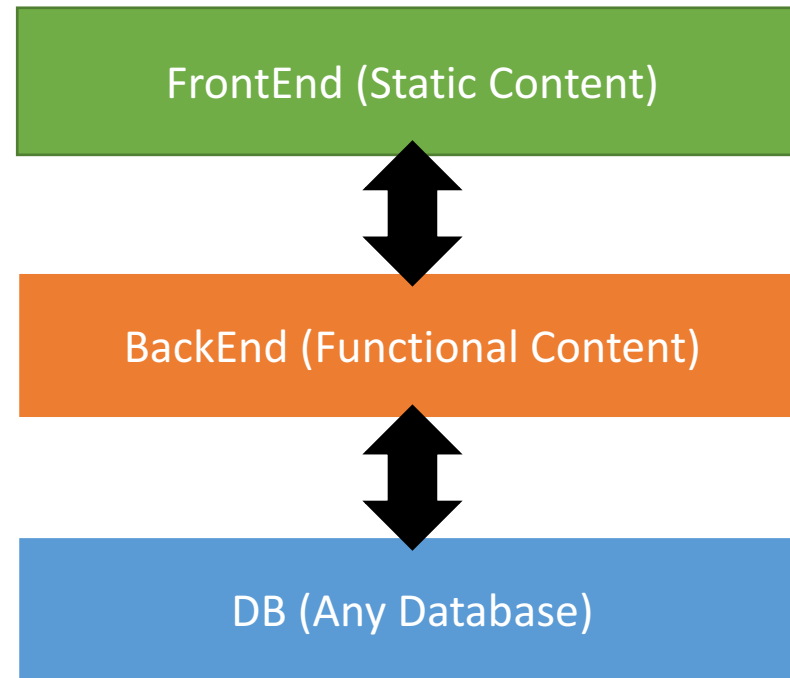 FrontEnd (Static Content)
BackEnd (Functional Content)
DB (Any Database)